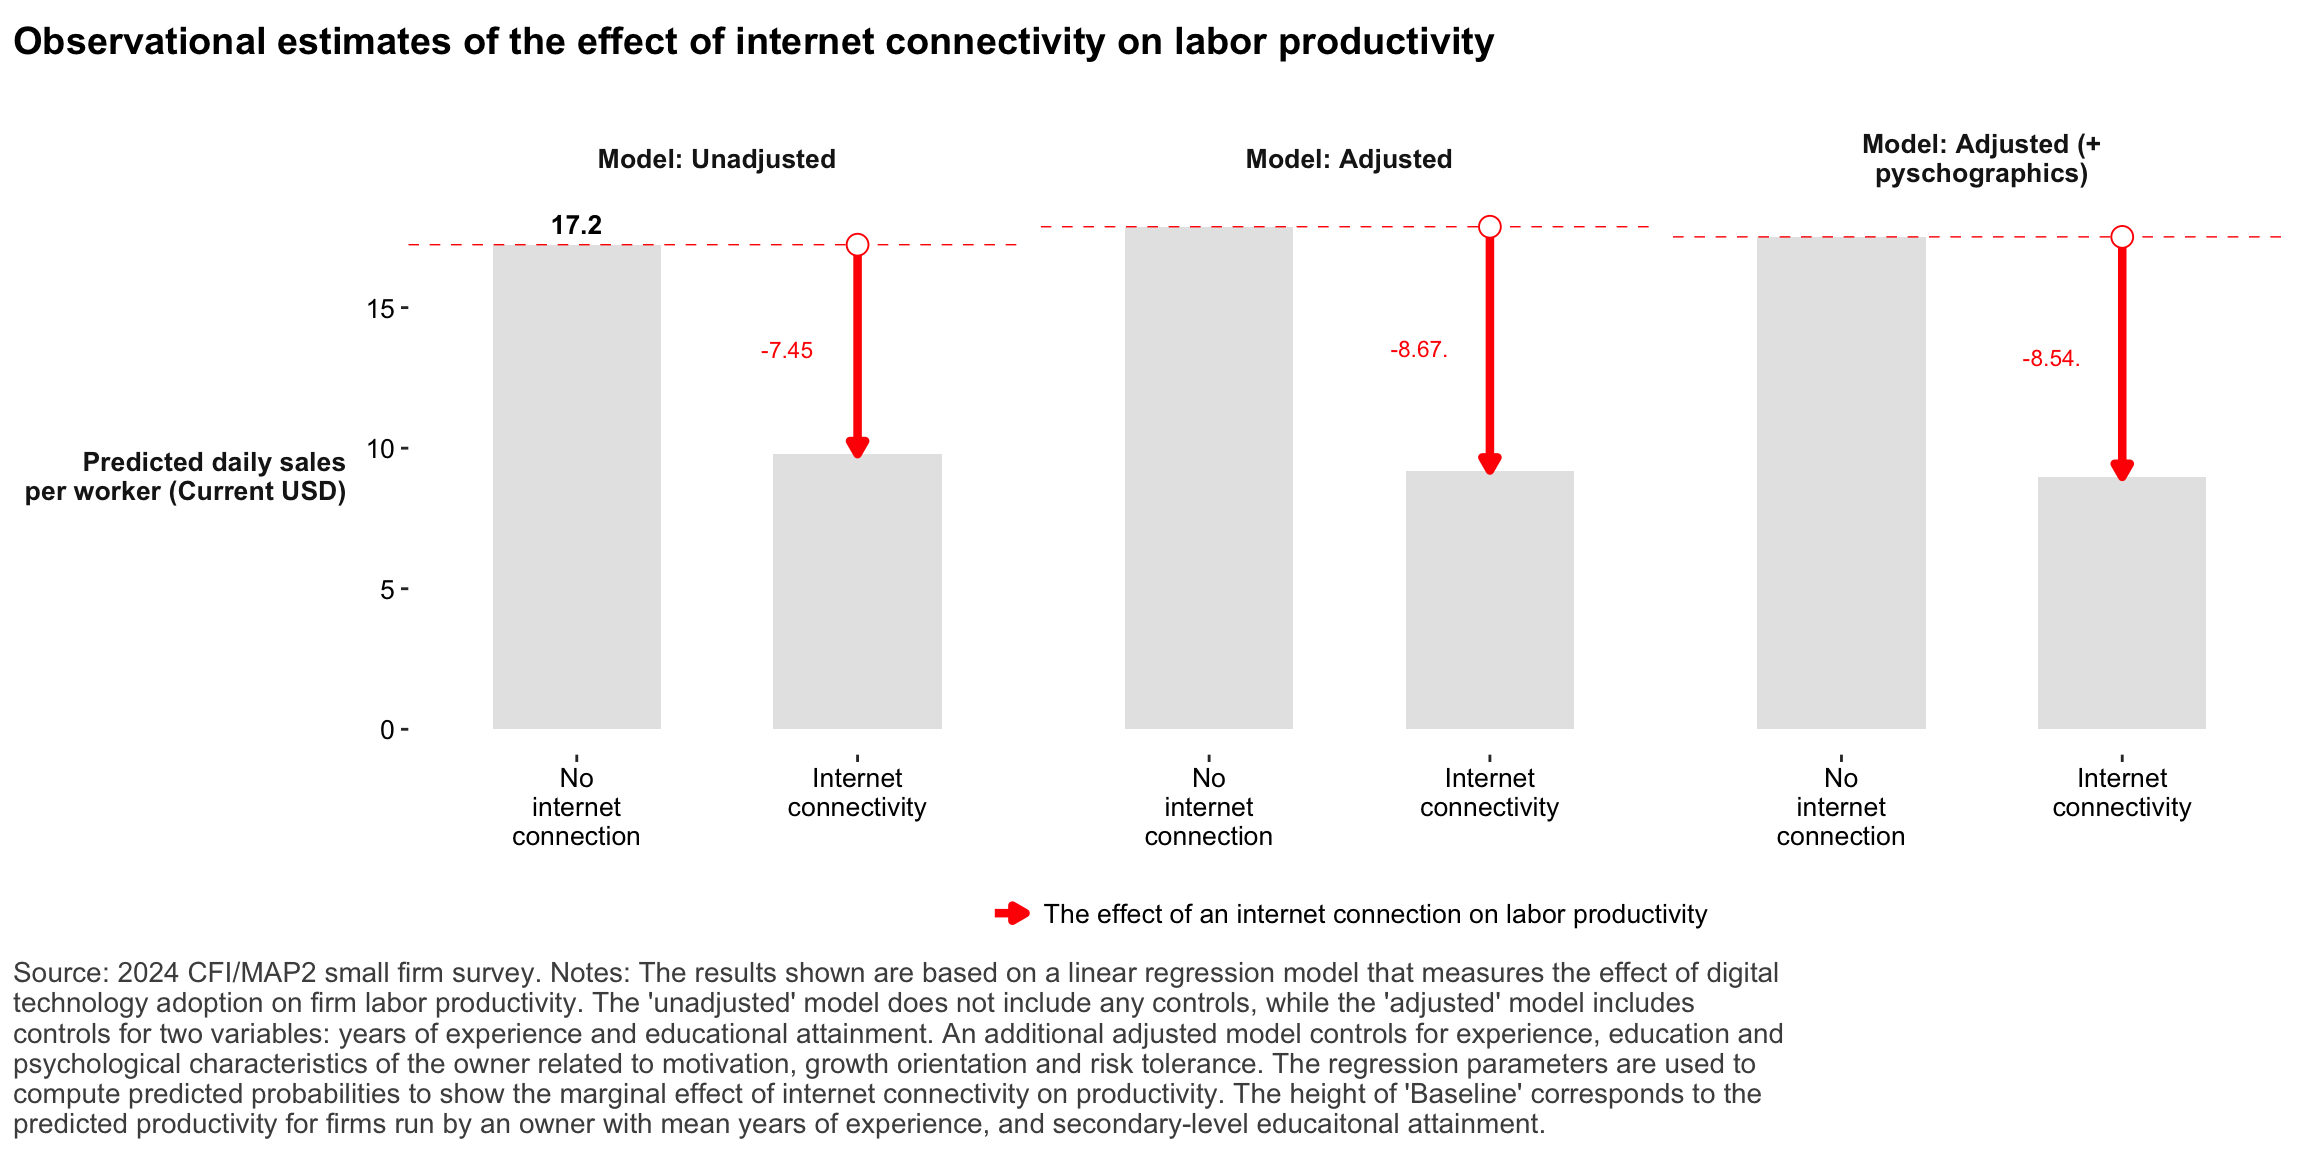 Observational estimates of the effect of internet connectivity on labor productivity
Model: Unadjusted
Model: Adjusted
Model: Adjusted (+
pyschographics)
17.2
15
10
5
0
-7.45
-8.67.
-8.54.
Predicted daily sales
per worker (Current USD)
No
internet
connection
Internet
connectivity
No
internet
connection
Internet
connectivity
No
internet
connection
Internet
connectivity
The effect of an internet connection on labor productivity
Source: 2024 CFI/MAP2 small firm survey. Notes: The results shown are based on a linear regression model that measures the effect of digital
technology adoption on firm labor productivity. The 'unadjusted' model does not include any controls, while the 'adjusted' model includes
controls for two variables: years of experience and educational attainment. An additional adjusted model controls for experience, education and
psychological characteristics of the owner related to motivation, growth orientation and risk tolerance. The regression parameters are used to
compute predicted probabilities to show the marginal effect of internet connectivity on productivity. The height of 'Baseline' corresponds to the
predicted productivity for firms run by an owner with mean years of experience, and secondary-level educaitonal attainment.